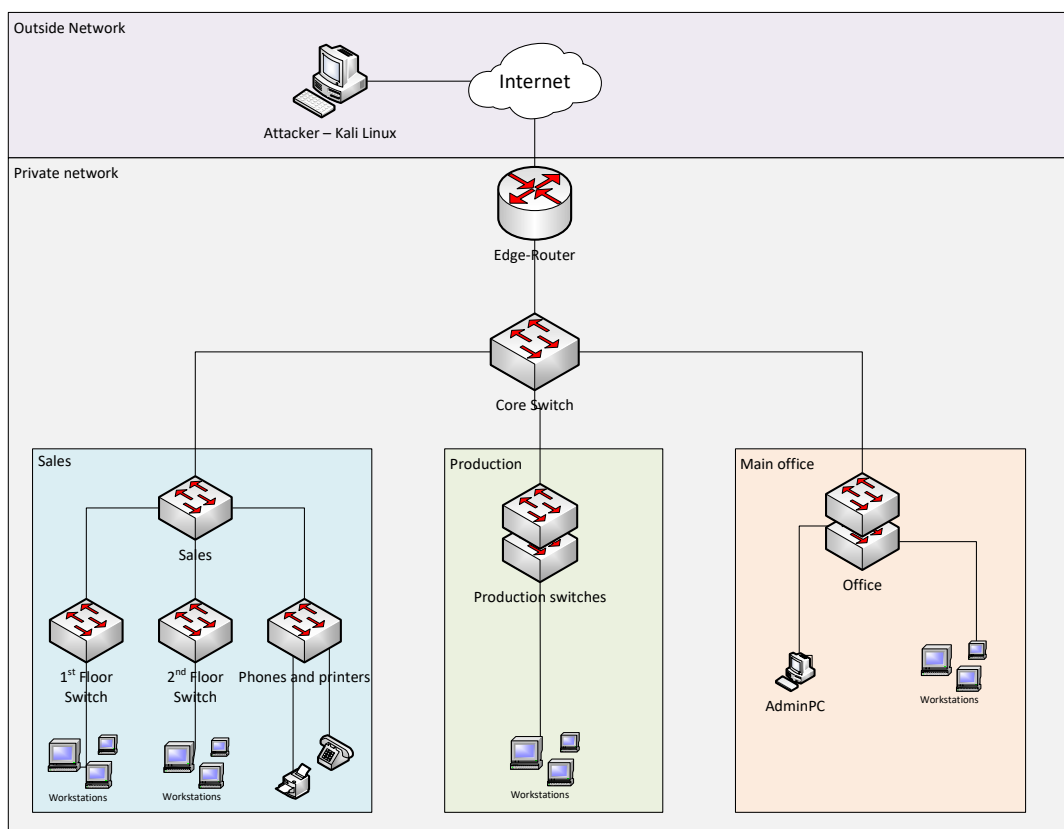 Outside Network
Internet
Attacker – Kali Linux
Private network
Edge-Router
Core Switch
Sales
Sales
1st Floor
Switch
2nd Floor
Switch
Phones and printers
Workstations
Workstations
Production
Production switches
Workstations
Main office
Office
AdminPC
Workstations